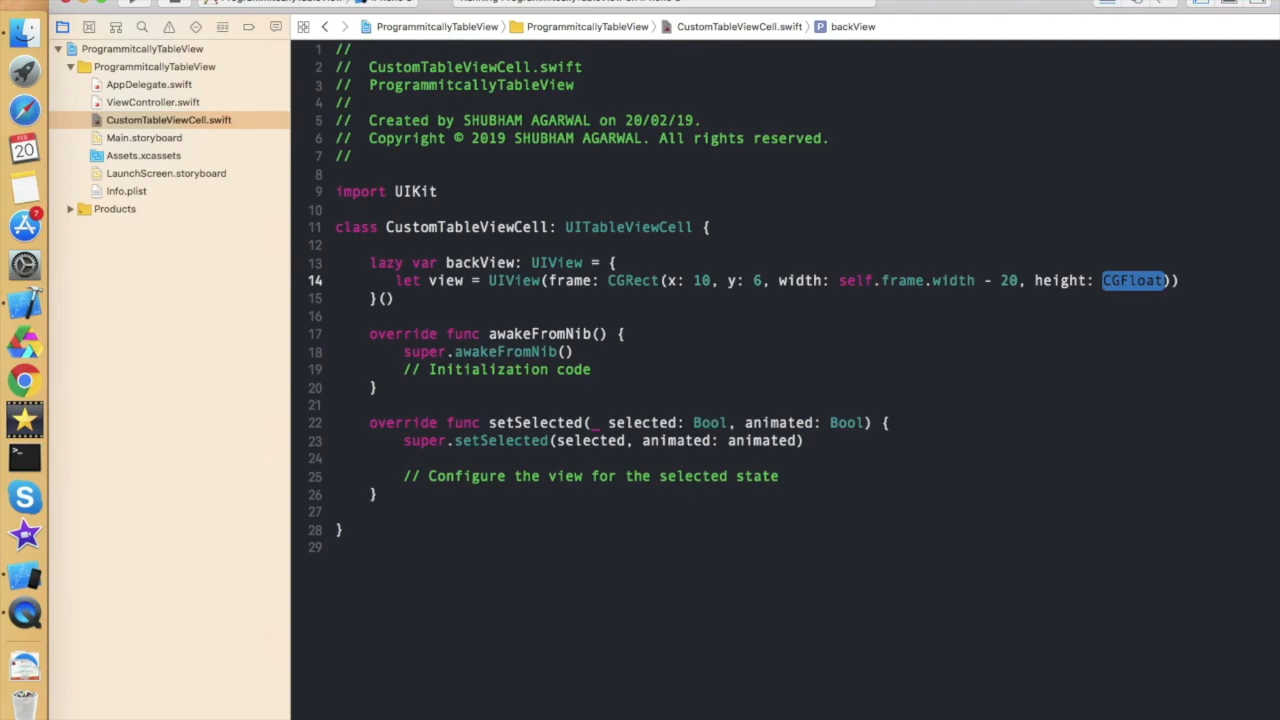 ProgrammitcallyTableView
ProgrammitcallyTableView
CustomTableViewCell.swift
backView
ProgrammitcallyTableView
ProgrammitcallyTableView
AppDelegate.swift
ViewController.swift
CustomTableViewCell.swift
Main.storyboard
Assets.xcassets
LaunchScreen.storyboard
Info.plist
Products
20
7
S
1 //
2 // CustomTableViewCell.swift
3 // ProgrammitcallyTableView
4 //
5 // Created by SHUBHAM AGARWAL on 20/02/19.
6 // Copyright © 2019 SHUBHAM AGARWAL. All rights reserved.
7 //
8
9 import UIKit
10
11 class CustomTableViewCell: UITableViewCell {
12
13 lazy var backView: UIView = {
14 let view = UIView(frame: CGRect(x: 10, y: 6, width: self.frame.width - 20, height: CGFloat))
15 }()
16
17 override func awakeFromNib() {
18 super.awakeFromNib()
19 // Initialization code
20 }
21
22 override func setSelected(_ selected: Bool, animated: Bool) {
23 super.setSelected(selected, animated: animated)
24
25 // Configure the view for the selected state
26 }
27
28 }
29